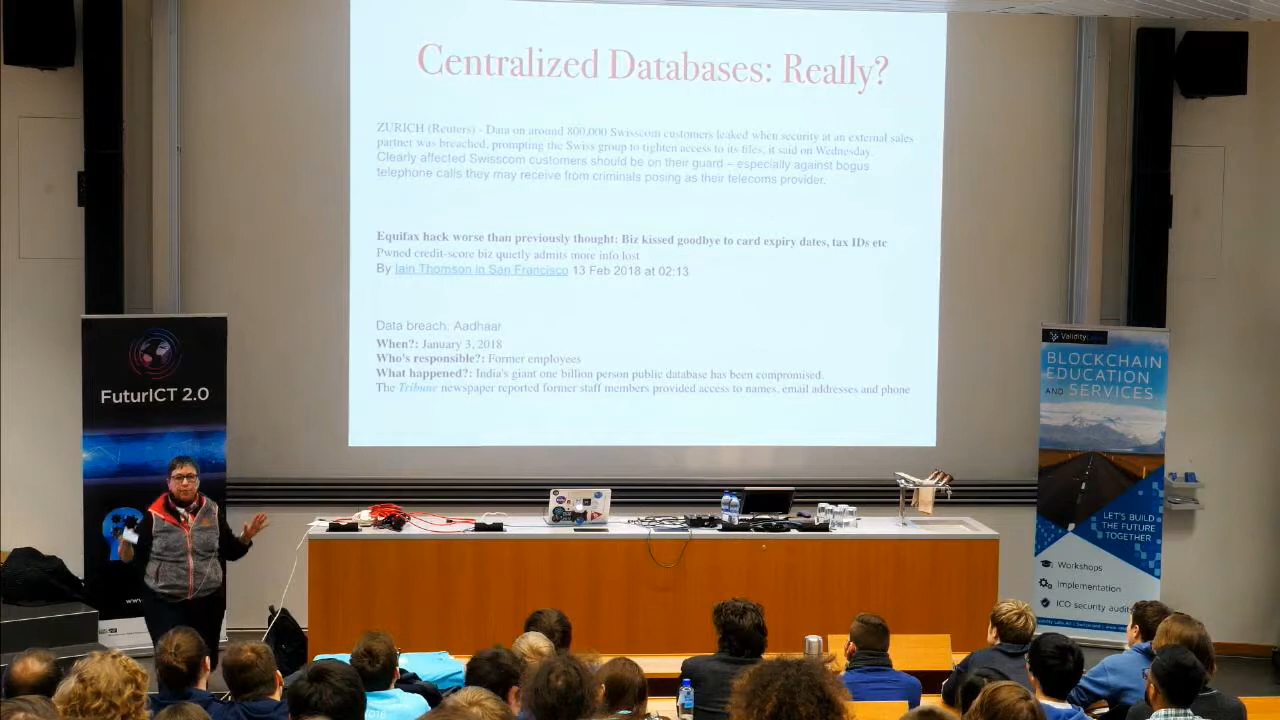 Centralized Databases: Really?
ZURICH (Reuters) - Data on around 800,000 Swisscom customers leaked when security at an external sales
partner was breached, prompting the Swiss group to tighten access to its files, it said on Wednesday.
Clearly affected Swisscom customers should be on their guard – especially against bogus
telephone calls they may receive from criminals posing as their telecoms provider.
Equifax hack worse than previously thought: Biz kissed goodbye to card expiry dates, tax IDs etc
Pwned credit-score biz quietly admits more info lost
By Iain Thomson in San Francisco 13 Feb 2018 at 02:13
Data breach: Aadhaar
When?: January 3, 2018
Who's responsible?: Former employees
What happened?: India's giant one billion person public database has been compromised.
The Tribune newspaper reported former staff members provided access to names, email addresses and phone
FuturICT 2.0
www.
Validity
BLOCKCHAIN
EDUCATION
AND SERVICES
LET'S BUILD
THE FUTURE
TOGETHER
Workshops
Implementation
ICO security audits
2018